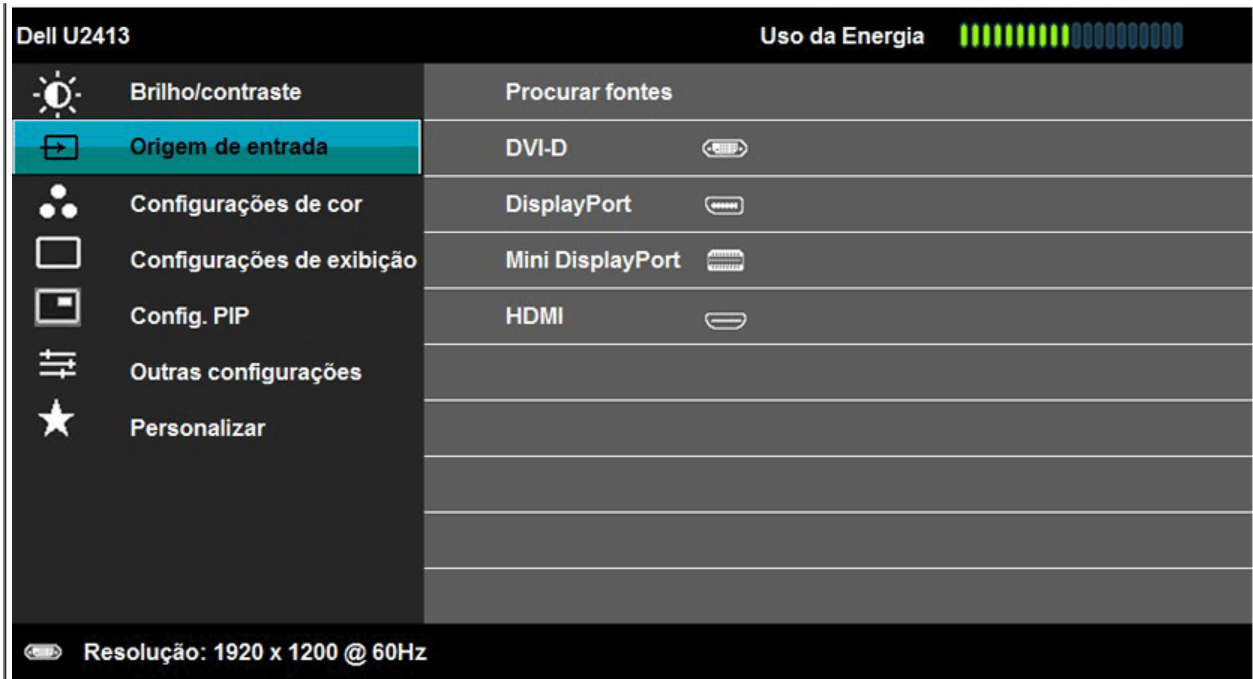 Dell U2413 Uso da Energia
Brilho/contraste Procurar fontes
Origem de entrada DVI-D
Configurações de cor DisplayPort
Configurações de exibição Mini DisplayPort
Config. PIP HDMI
Outras configurações
Personalizar
Resolução: 1920 x 1200 @ 60Hz